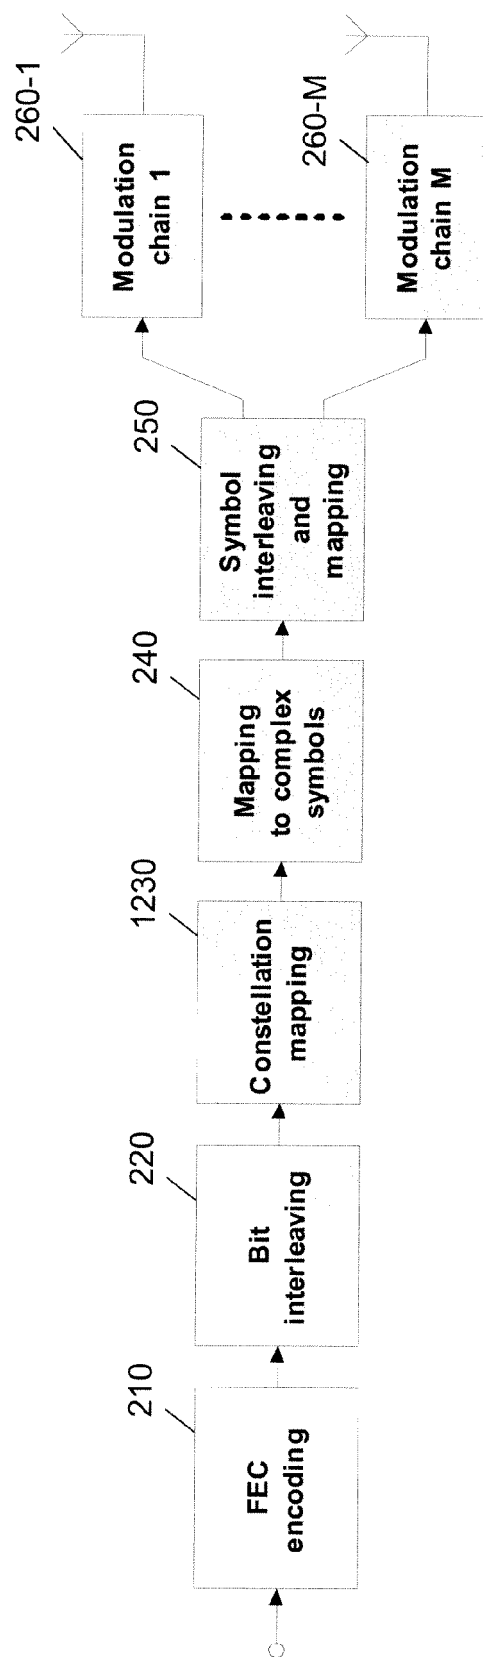 210
FEC
encoding
220
Bit
interleaving
1230
Constellation
mapping
240
Mapping
to complex
symbols
250
Symbol
interleaving
and
mapping
260-1
Modulation
chain 1
260-M
Modulation
chain M